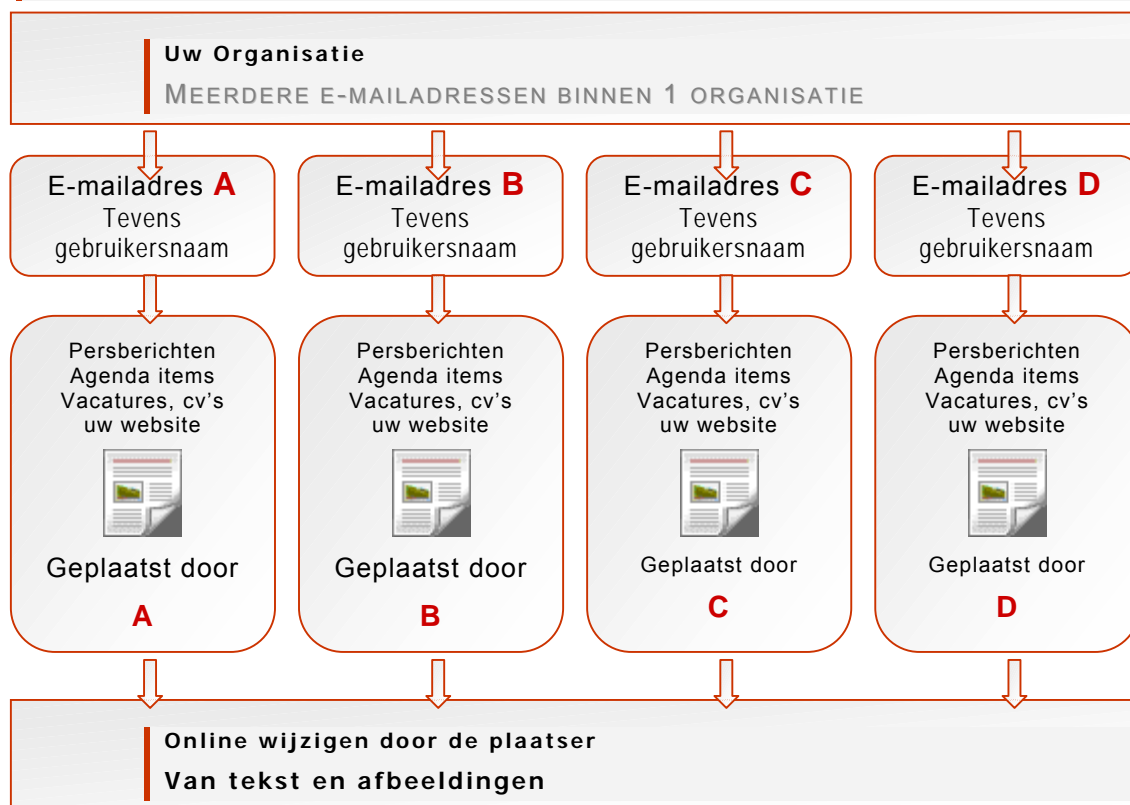 Uw Organisatie
MEERDERE E-MAILADRESSEN BINNEN 1 ORGANISATIE
E-mailadres A
Tevens
gebruikersnaam
E-mailadres B
Tevens
gebruikersnaam
E-mailadres C
Tevens
gebruikersnaam
E-mailadres D
Tevens
gebruikersnaam
Persberichten
Agenda items
Vacatures, cv's
uw website
Geplaatst door
A
Persberichten
Agenda items
Vacatures, cv's
uw website
Geplaatst door
B
Persberichten
Agenda items
Vacatures, cv's
uw website
Geplaatst door
C
Persberichten
Agenda items
Vacatures, cv's
uw website
Geplaatst door
D
Online wijzigen door de plaatser
Van tekst en afbeeldingen